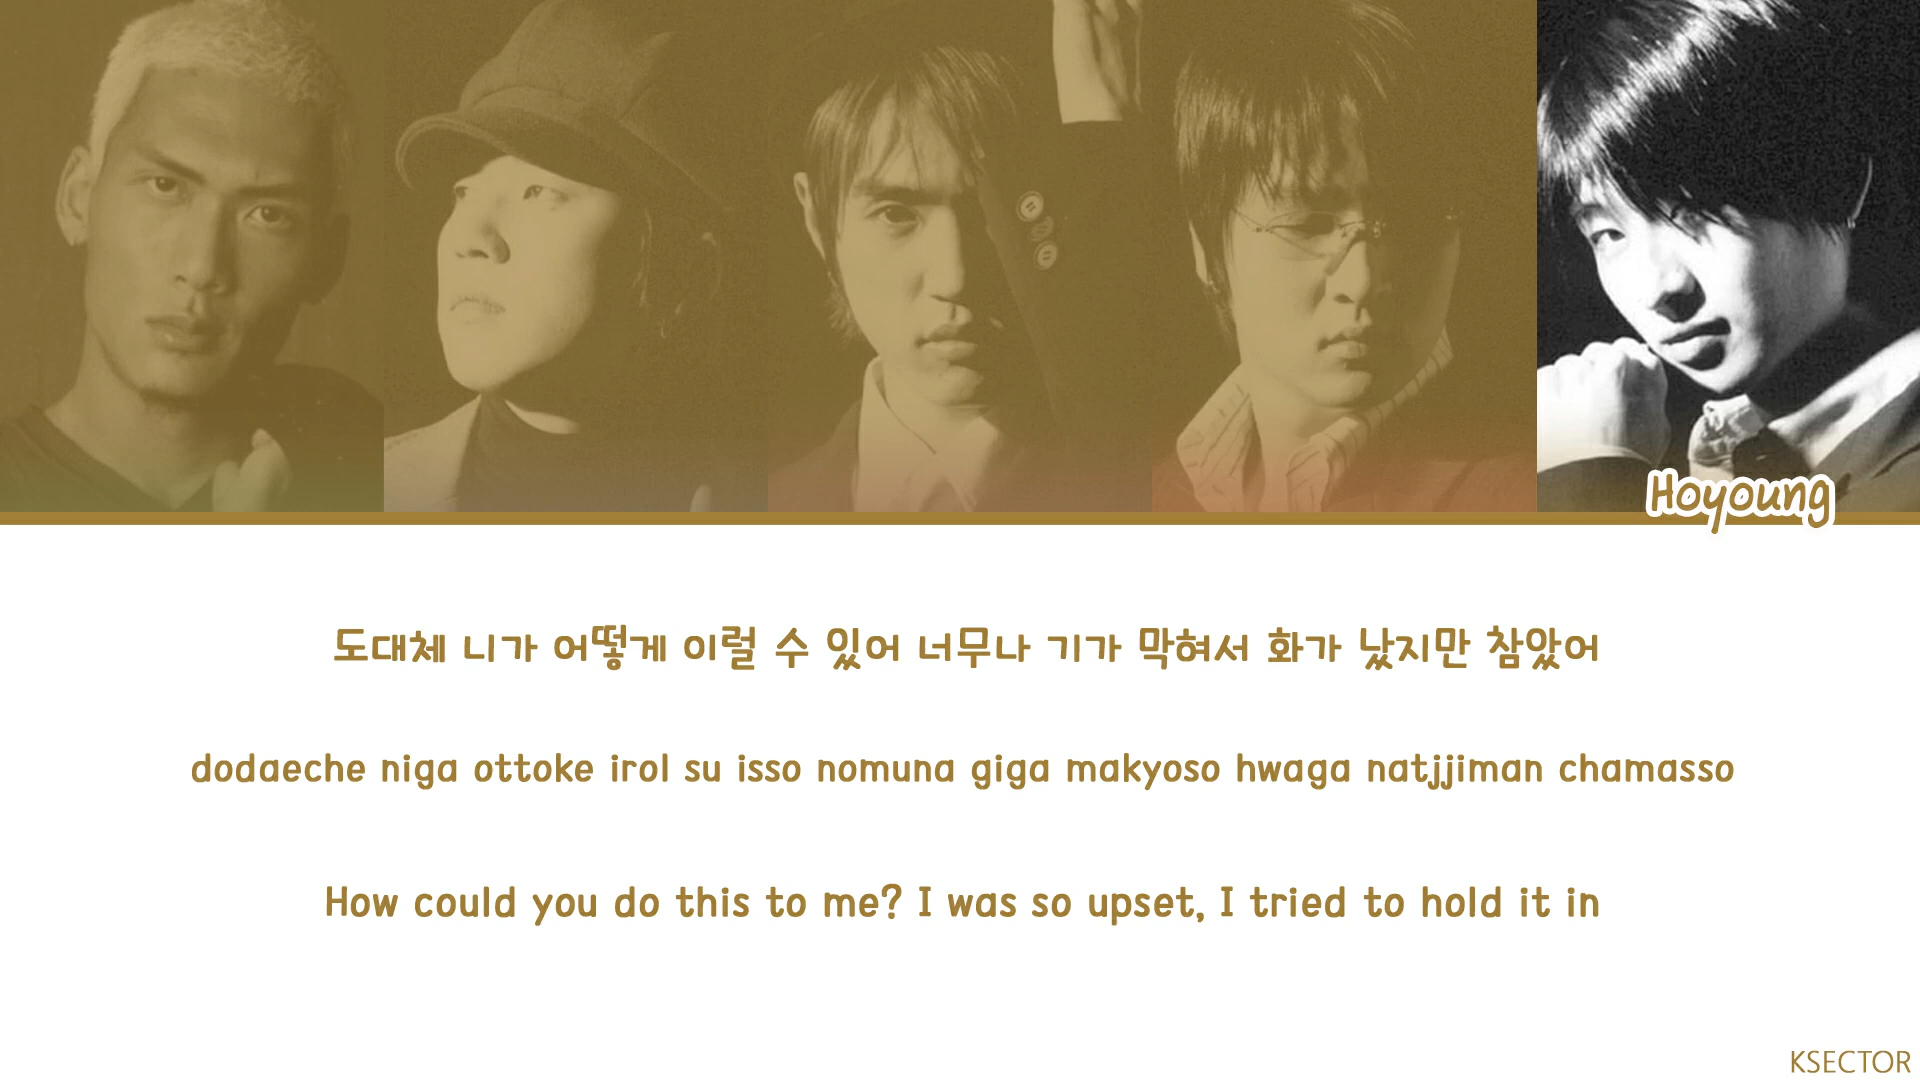 Hoyoung
도대체 니가 어떻게 이럴 수 있어 너무나 기가 막혀서 화가 났지만 참았어
dodaeche niga ottoke irol su isso nomuna giga makyoso hwaga natjjiman chamasso
How could you do this to me? I was so upset, I tried to hold it in
KSECTOR